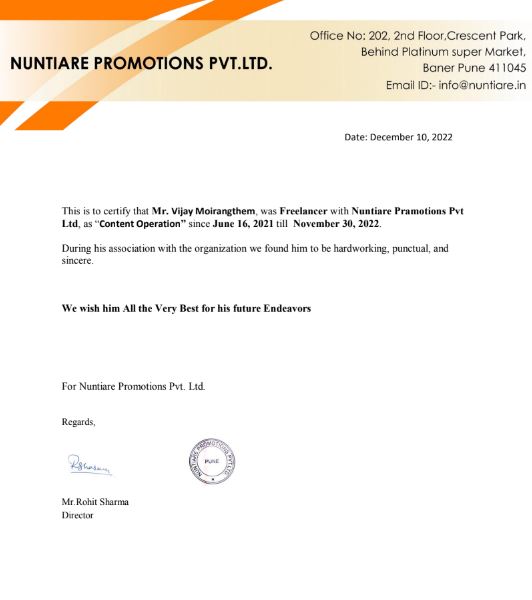 Office No: 202, 2nd Floor,Crescent Park,
Behind Platinum super Market,
NUNTIARE PROMOTIONS PVT.LTD.
Baner Pune 411045
Email ID:- info@nuntiare.in
Date: December 10, 2022
This is to certify that Mr. Vijay Moirangthem, was Freelancer with Nuntiare Pramotions Pvt
Ltd, as “Content Operation” since June 16, 2021 till November 30, 2022.
During his association with the organization we found him to be hardworking, punctual, and
sincere.
We wish him All the Very Best for his future Endeavors
For Nuntiare Promotions Pvt. Ltd.
Regards,
RSharma
NUNTIARE PROMOTIONS PVT.LTD.
PUNE
Mr.Rohit Sharma
Director